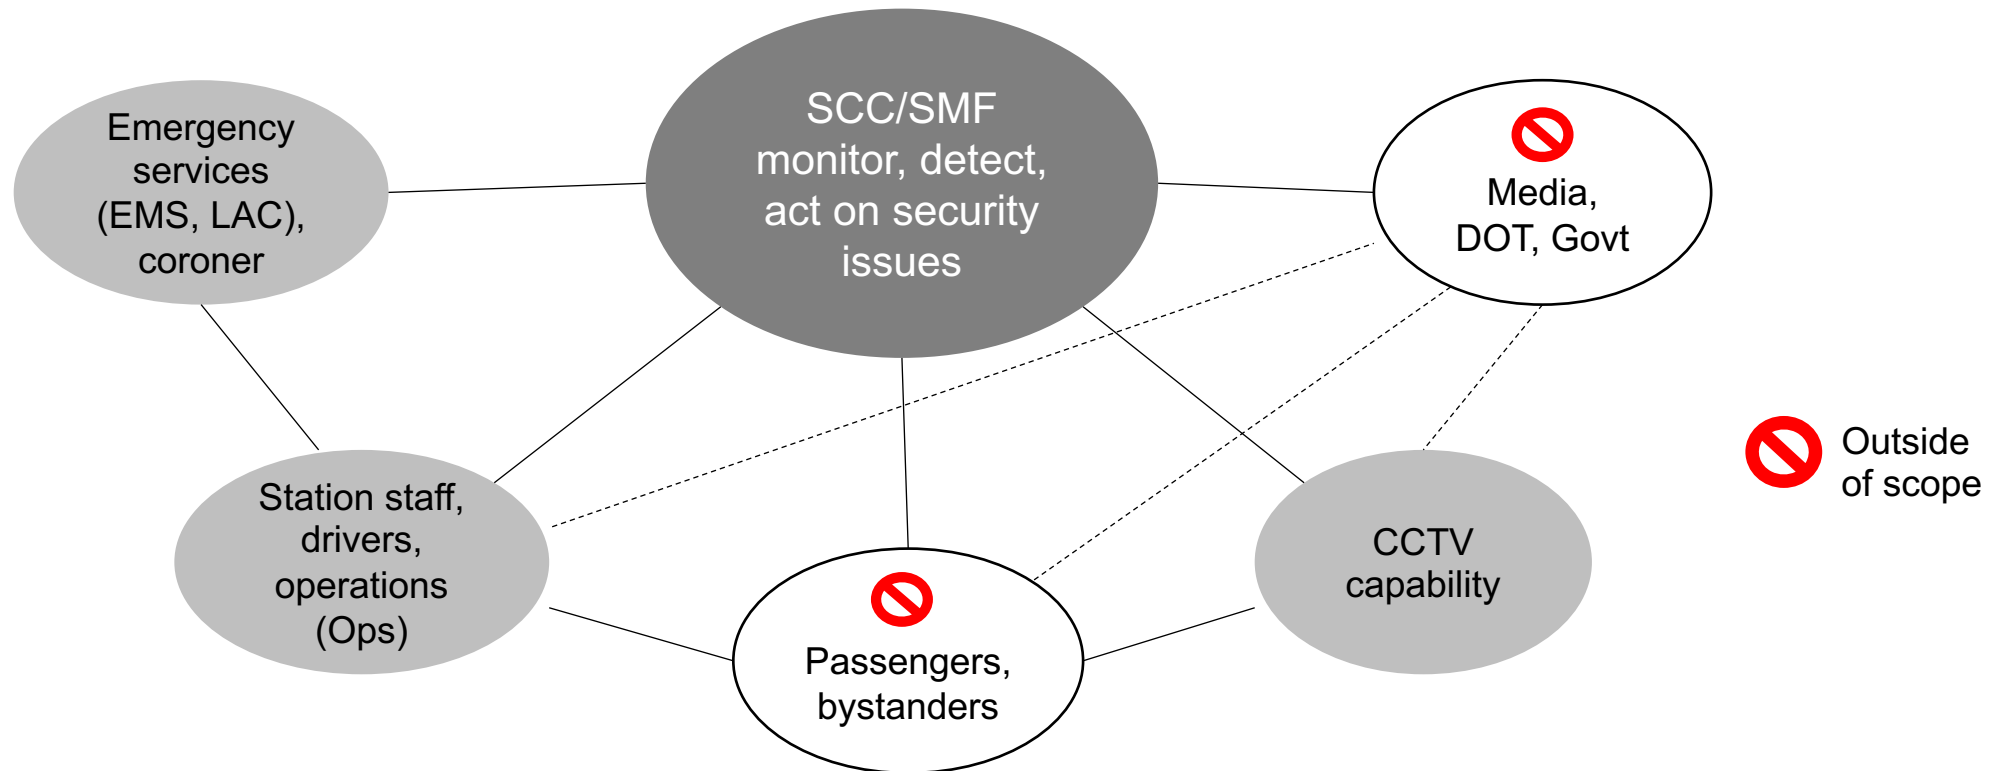 Emergency
services
(EMS, LAC),
coroner
SCC/SMF
monitor, detect,
act on security
issues
Media,
DOT, Govt
Station staff,
drivers,
operations
(Ops)
Passengers,
bystanders
CCTV
capability
Outside
of scope